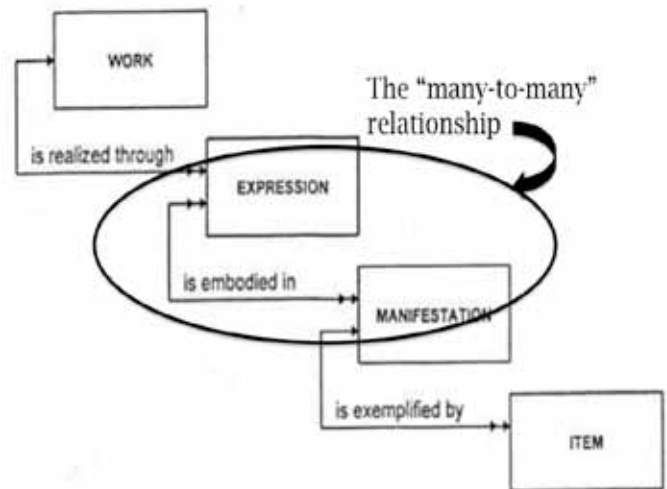 WORK
The “many-to-many”
relationship
is realized through
EXPRESSION
is embodied in
MANIFESTATION
is exemplified by
ITEM